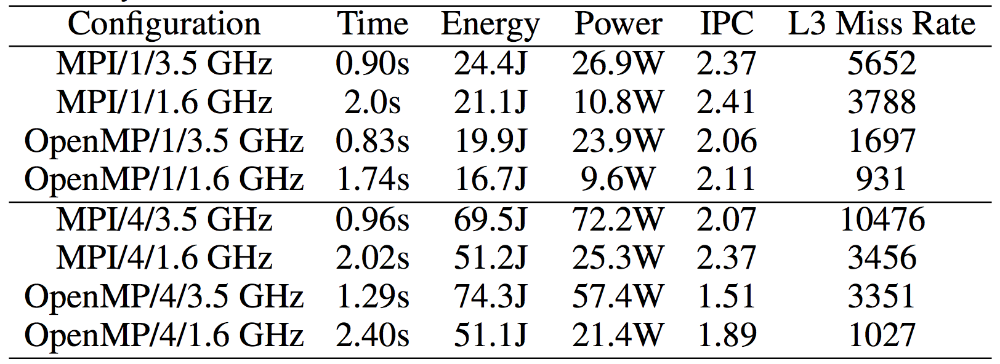 Configuration Time Energy Power IPC L3 Miss Rate
MPI/1/3.5 GHz 0.90s 24.4J 26.9W 2.37 5652
MPI/1/1.6 GHz 2.0s 21.1J 10.8W 2.41 3788
OpenMP/1/3.5 GHz 0.83s 19.9J 23.9W 2.06 1697
OpenMP/1/1.6 GHz 1.74s 16.7J 9.6W 2.11 931
MPI/4/3.5 GHz 0.96s 69.5J 72.2W 2.07 10476
MPI/4/1.6 GHz 2.02s 51.2J 25.3W 2.37 3456
OpenMP/4/3.5 GHz 1.29s 74.3J 57.4W 1.51 3351
OpenMP/4/1.6 GHz 2.40s 51.1J 21.4W 1.89 1027